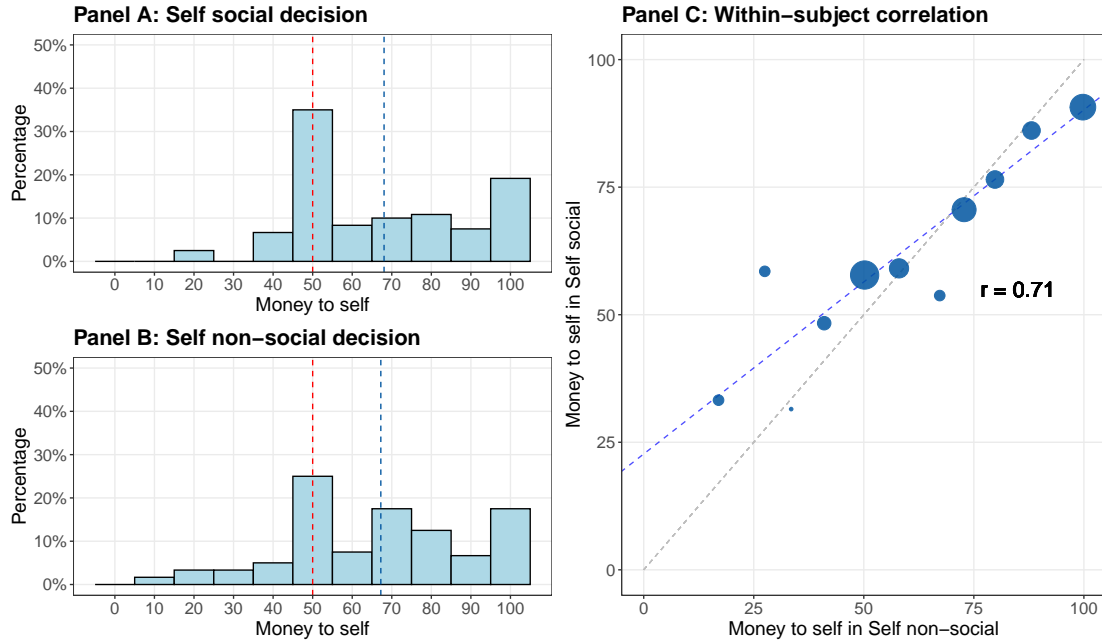 Panel A: Self social decision
Percentage
50%
40%
30%
20%
10%
0%
0 10 20 30 40 50 60 70 80 90 100
Money to self
Panel B: Self non−social decision
Percentage
50%
40%
30%
20%
10%
0%
0 10 20 30 40 50 60 70 80 90 100
Money to self
Panel C: Within−subject correlation
Money to self in Self social
100
75
50
25
0
r = 0.71
0 25 50 75 100
Money to self in Self non−social